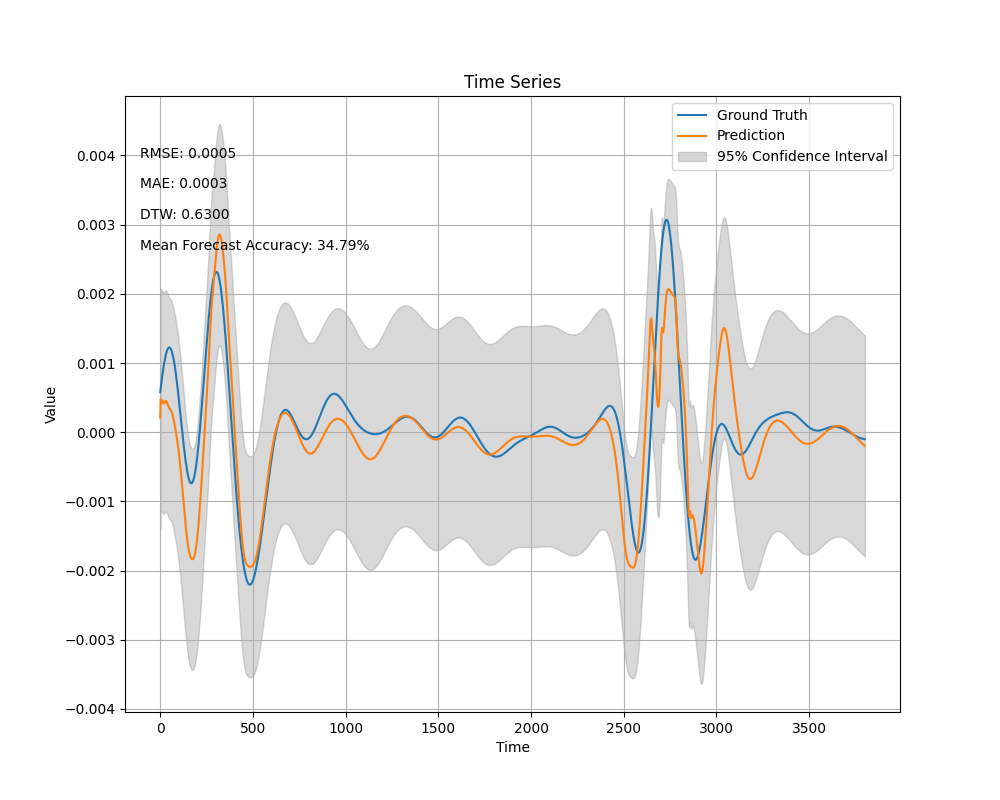 Time Series
Ground Truth
Prediction
95% Confidence Interval
RMSE: 0.0005
MAE: 0.0003
DTW: 0.6300
Mean Forecast Accuracy: 34.79%
0.004
0.003
0.002
0.001
0.000
−0.001
−0.002
−0.003
−0.004
Value
0 500 1000 1500 2000 2500 3000 3500
Time